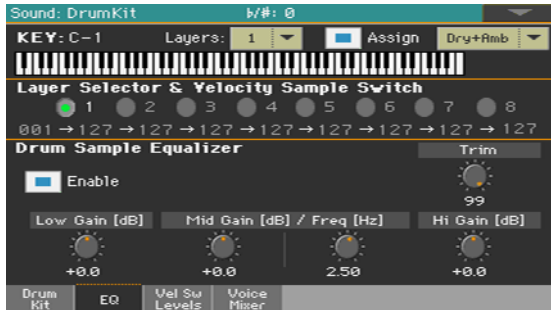 Sound: DrumKit b/#: 0
KEY: C-1 Layers: 1 Assign Dry+Amb
Layer Selector & Velocity Sample Switch
1 2 3 4 5 6 7 8
001 → 127 → 127 → 127 → 127 → 127 → 127 → 127 → 127
Drum Sample Equalizer Trim
Enable
99
Low Gain [dB] Mid Gain [dB] / Freq [Hz] Hi Gain [dB]
+0.0 +0.0 2.50 +0.0
Drum Kit EQ Vel Sw Levels Voice Mixer